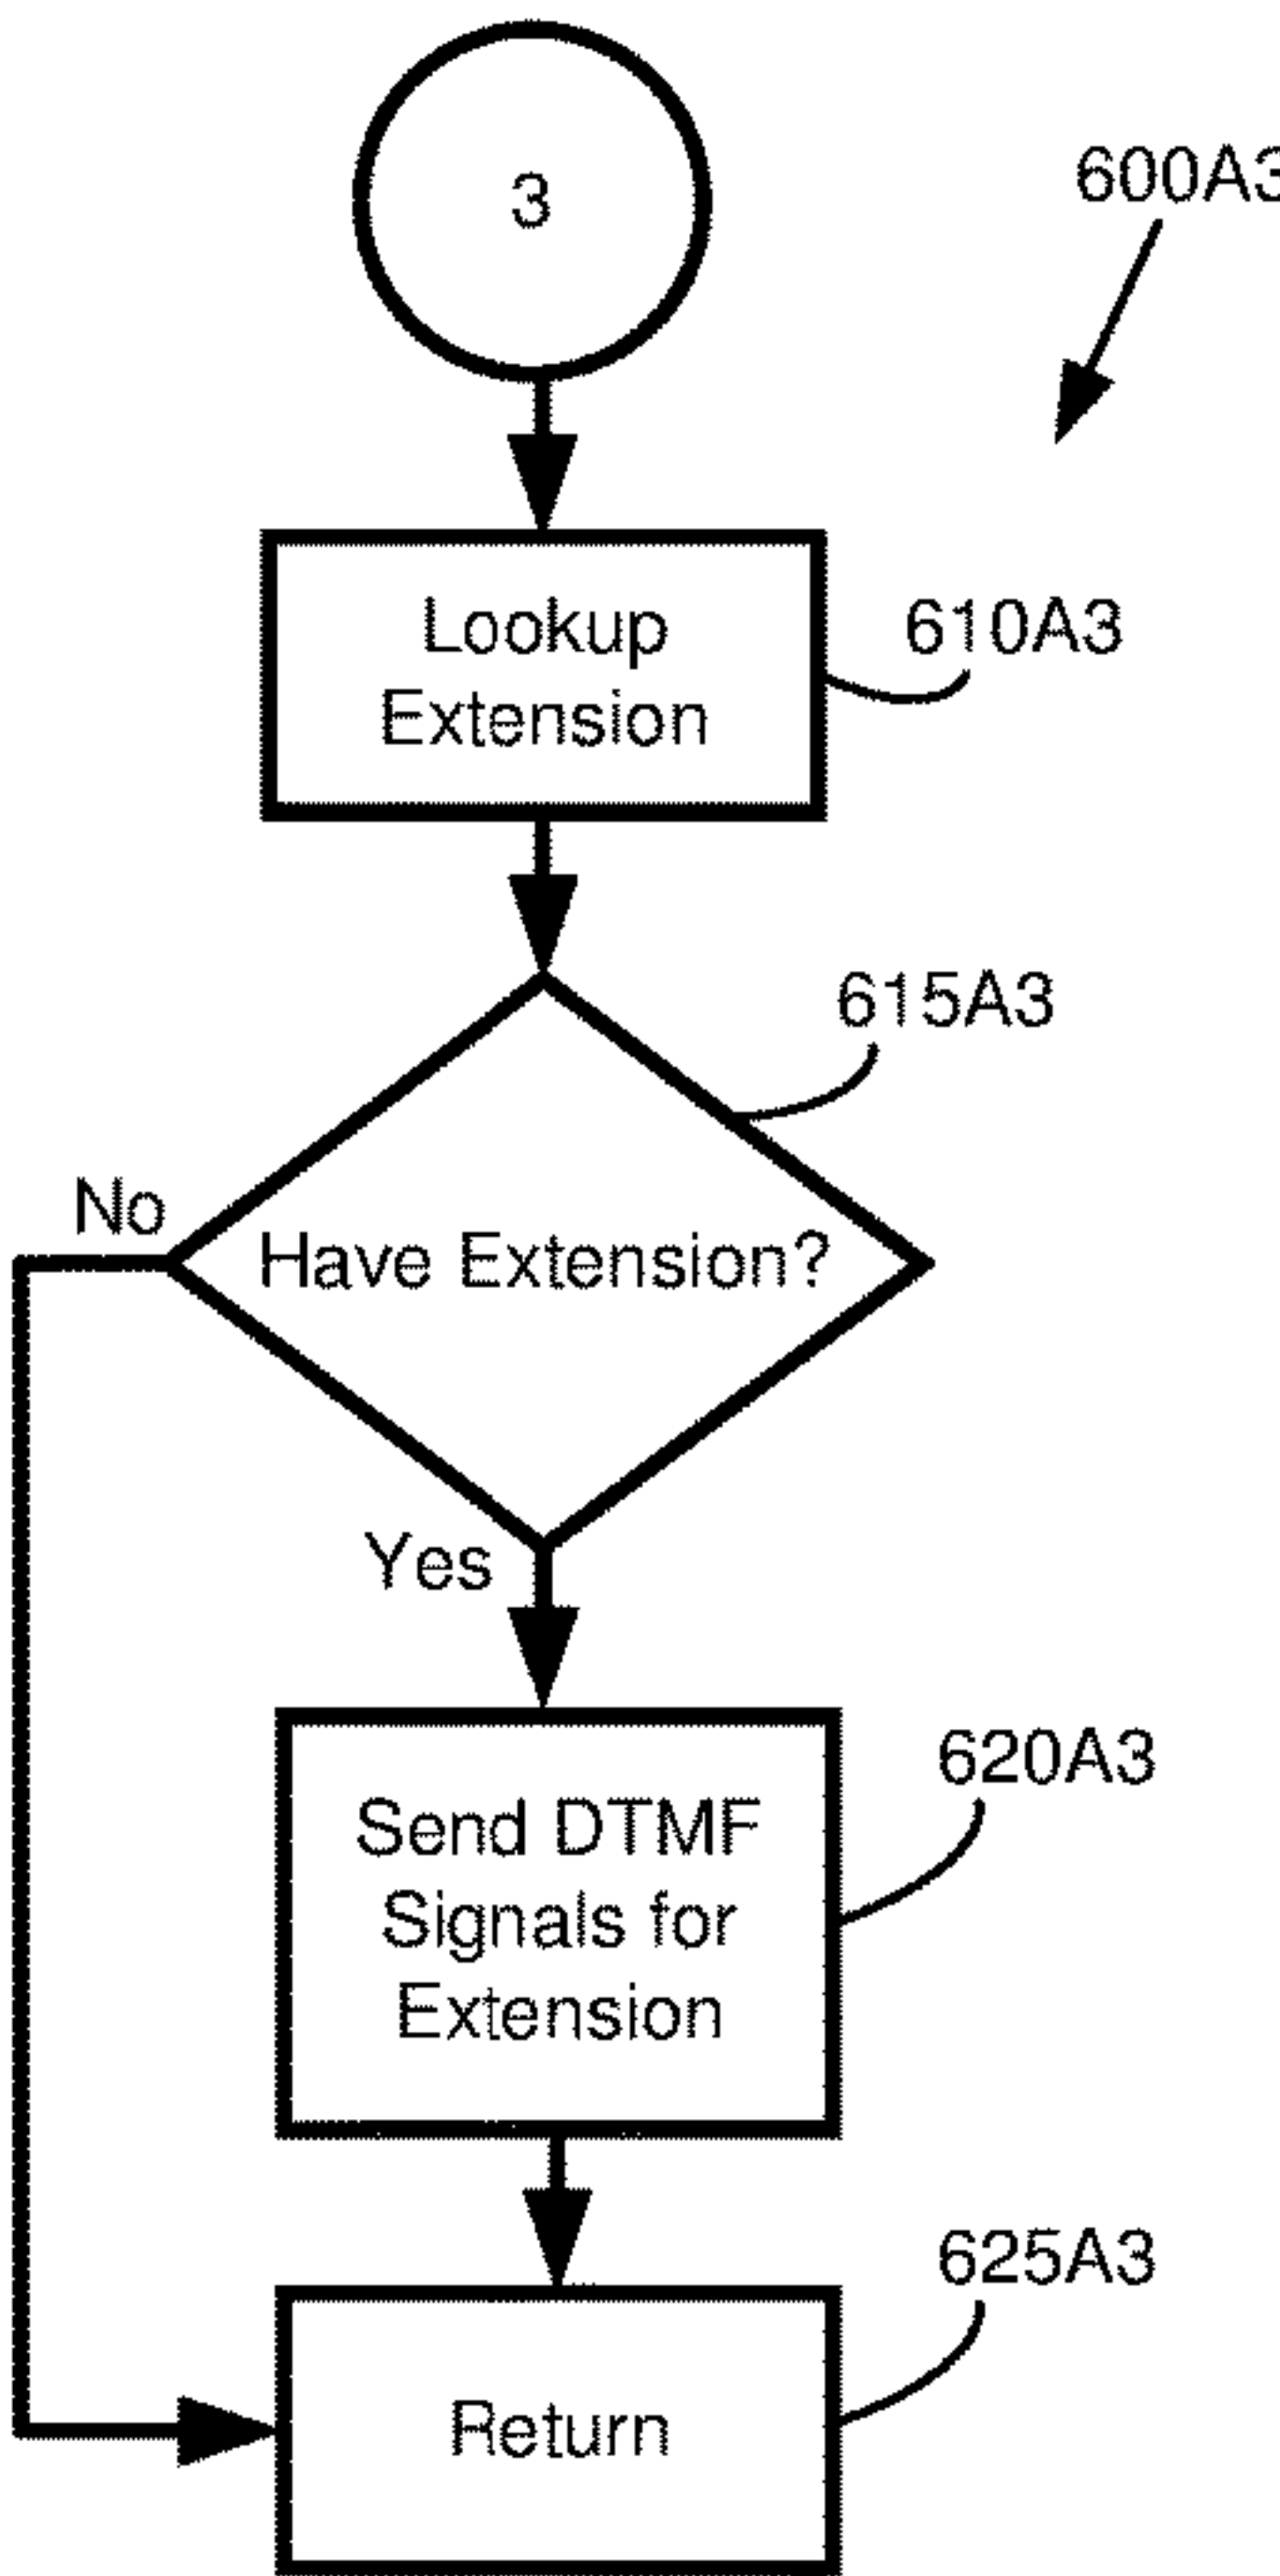 3
600A3
Lookup
Extension
610A3
615A3
No
Have Extension?
Yes
620A3
Send DTMF
Signals for
Extension
625A3
Return